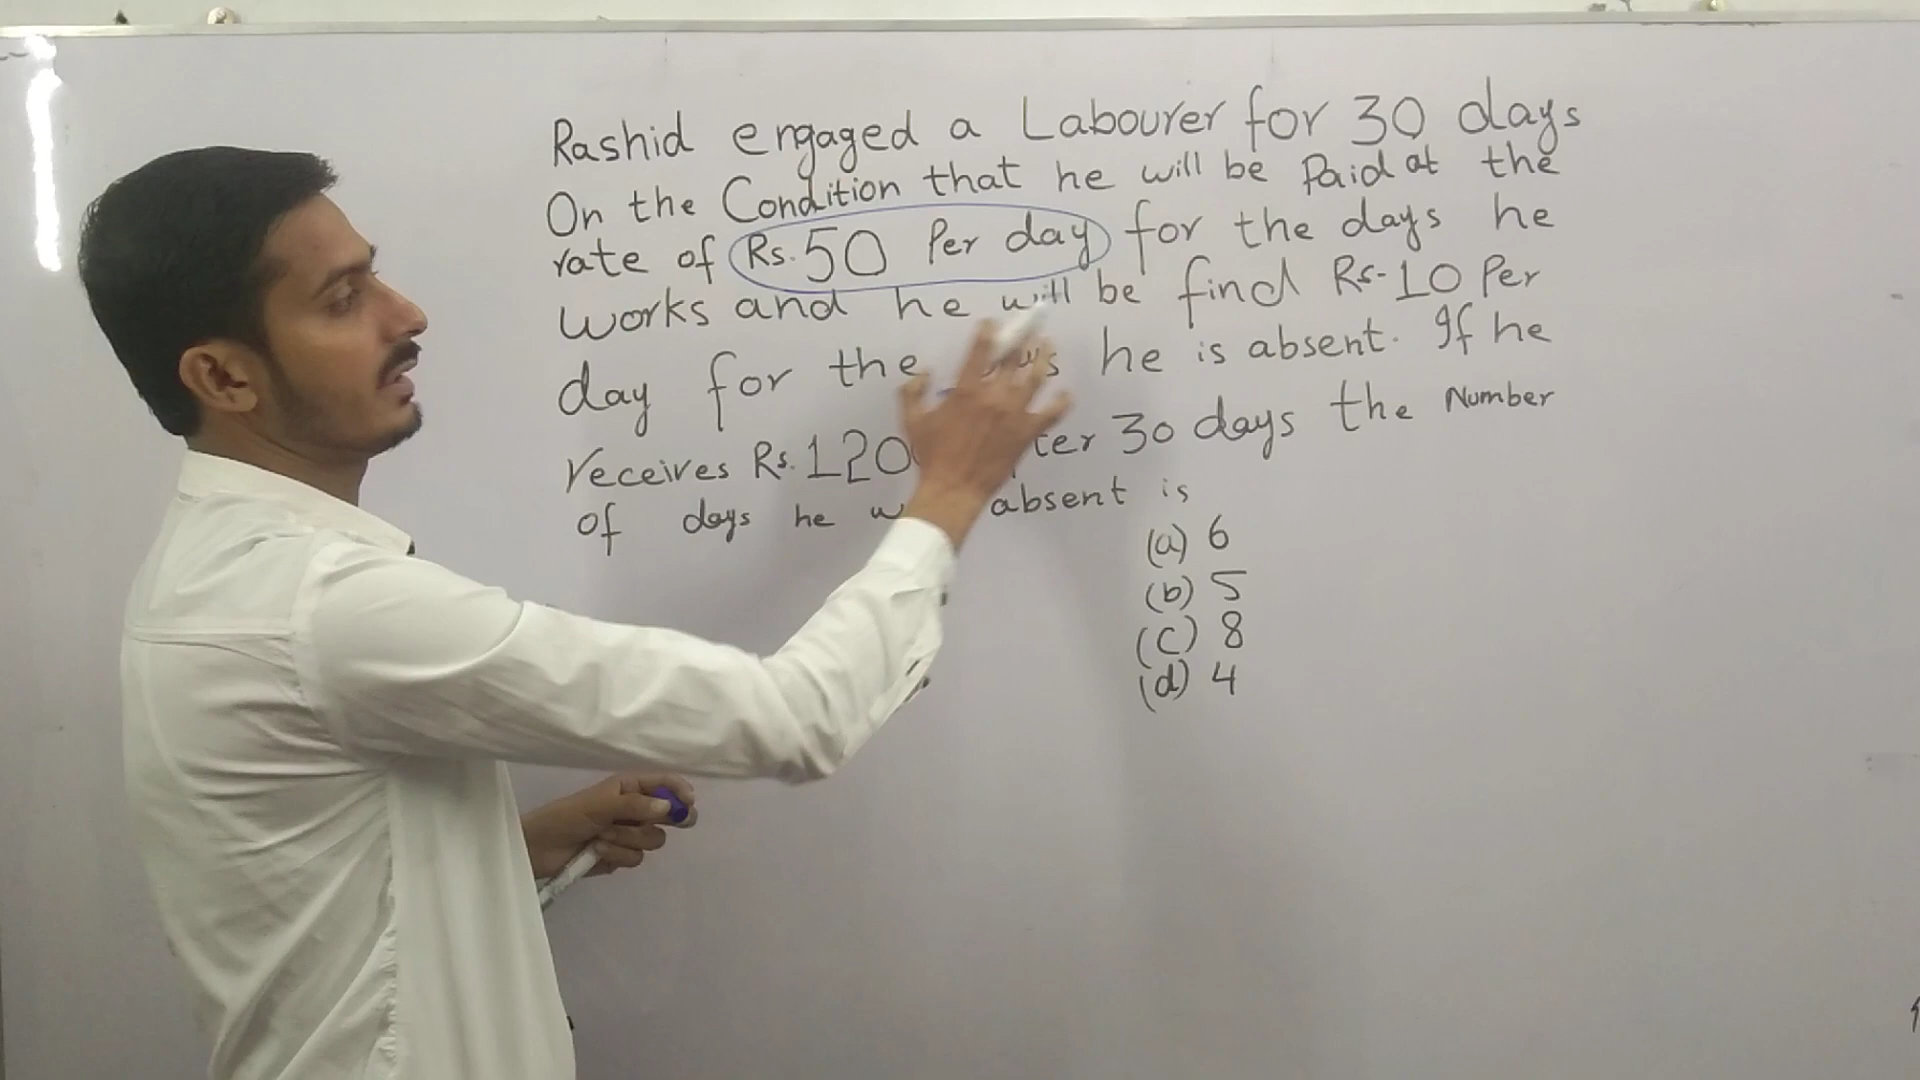 Rashid engaged a Labourer for 30 days
On the Condition that he will be Paid at the
rate of Rs. 50 Per day for the days he
works and he will be find Rs. 10 Per
day for the he is absent. If he
receives Rs. 120 30 days the Number
of days he absent is
(a) 6
(b) 5
(c) 8
(d) 4